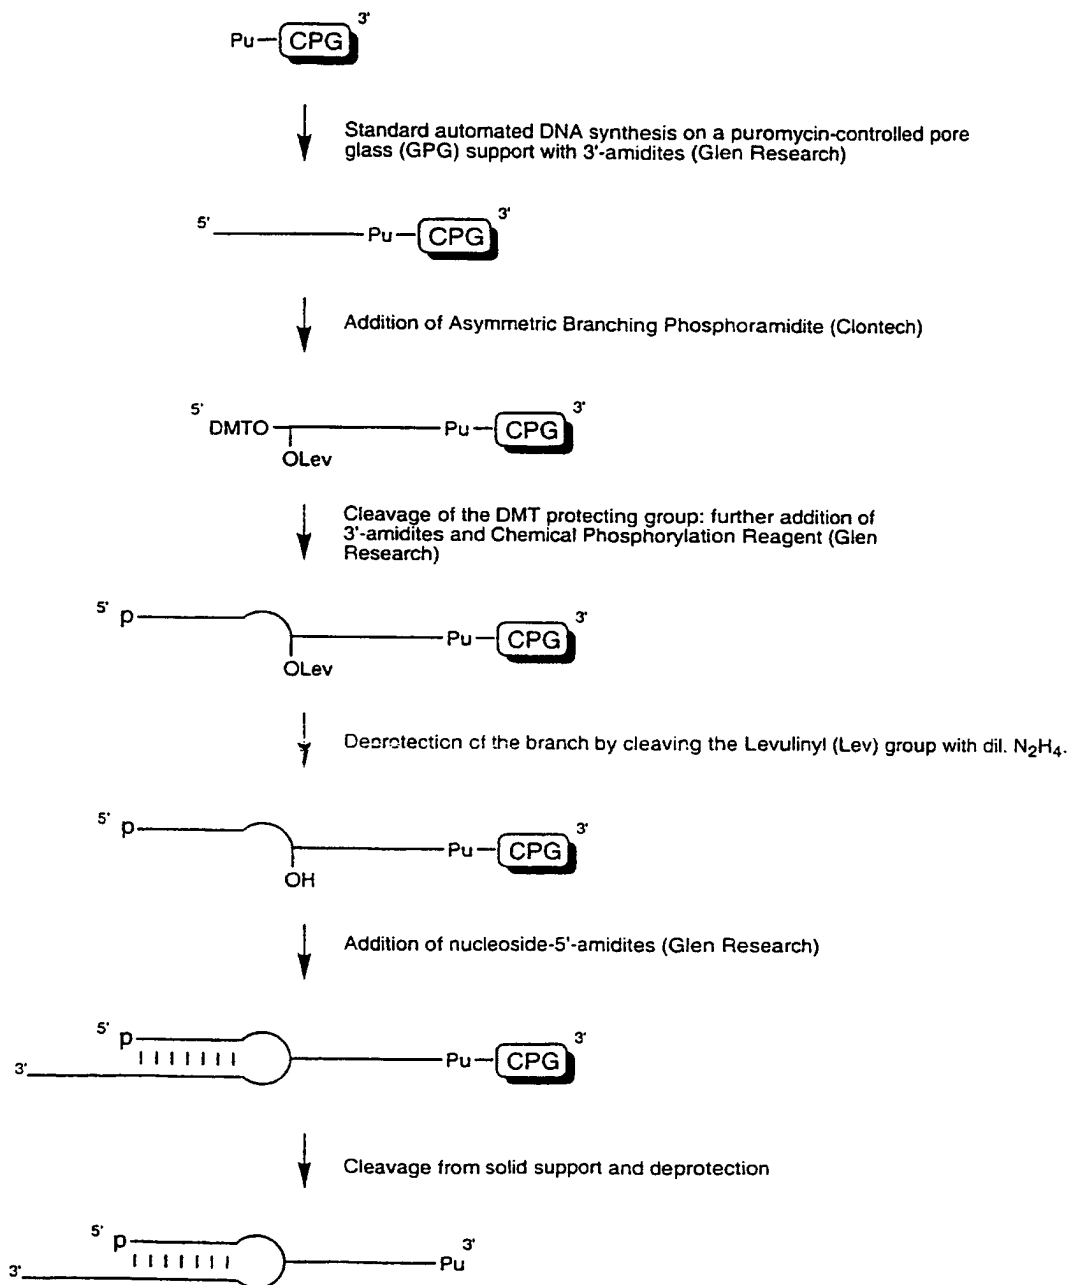 3'
Pu—CPG
Standard automated DNA synthesis on a puromycin-controlled pore
glass (GPG) support with 3'-amidites (Glen Research)
5' 3'
Pu—CPG
Addition of Asymmetric Branching Phosphoramidite (Clontech)
5' 3'
DMTO Pu—CPG
OLev
Cleavage of the DMT protecting group: further addition of
3'-amidites and Chemical Phosphorylation Reagent (Glen
Research)
5' p 3'
Pu—CPG
OLev
Deprotection of the branch by cleaving the Levulinyl (Lev) group with dil. N₂H₄.
5' p 3'
Pu—CPG
OH
Addition of nucleoside-5'-amidites (Glen Research)
5' p 3'
Pu—CPG
3'
Cleavage from solid support and deprotection
5' p 3'
Pu
3'